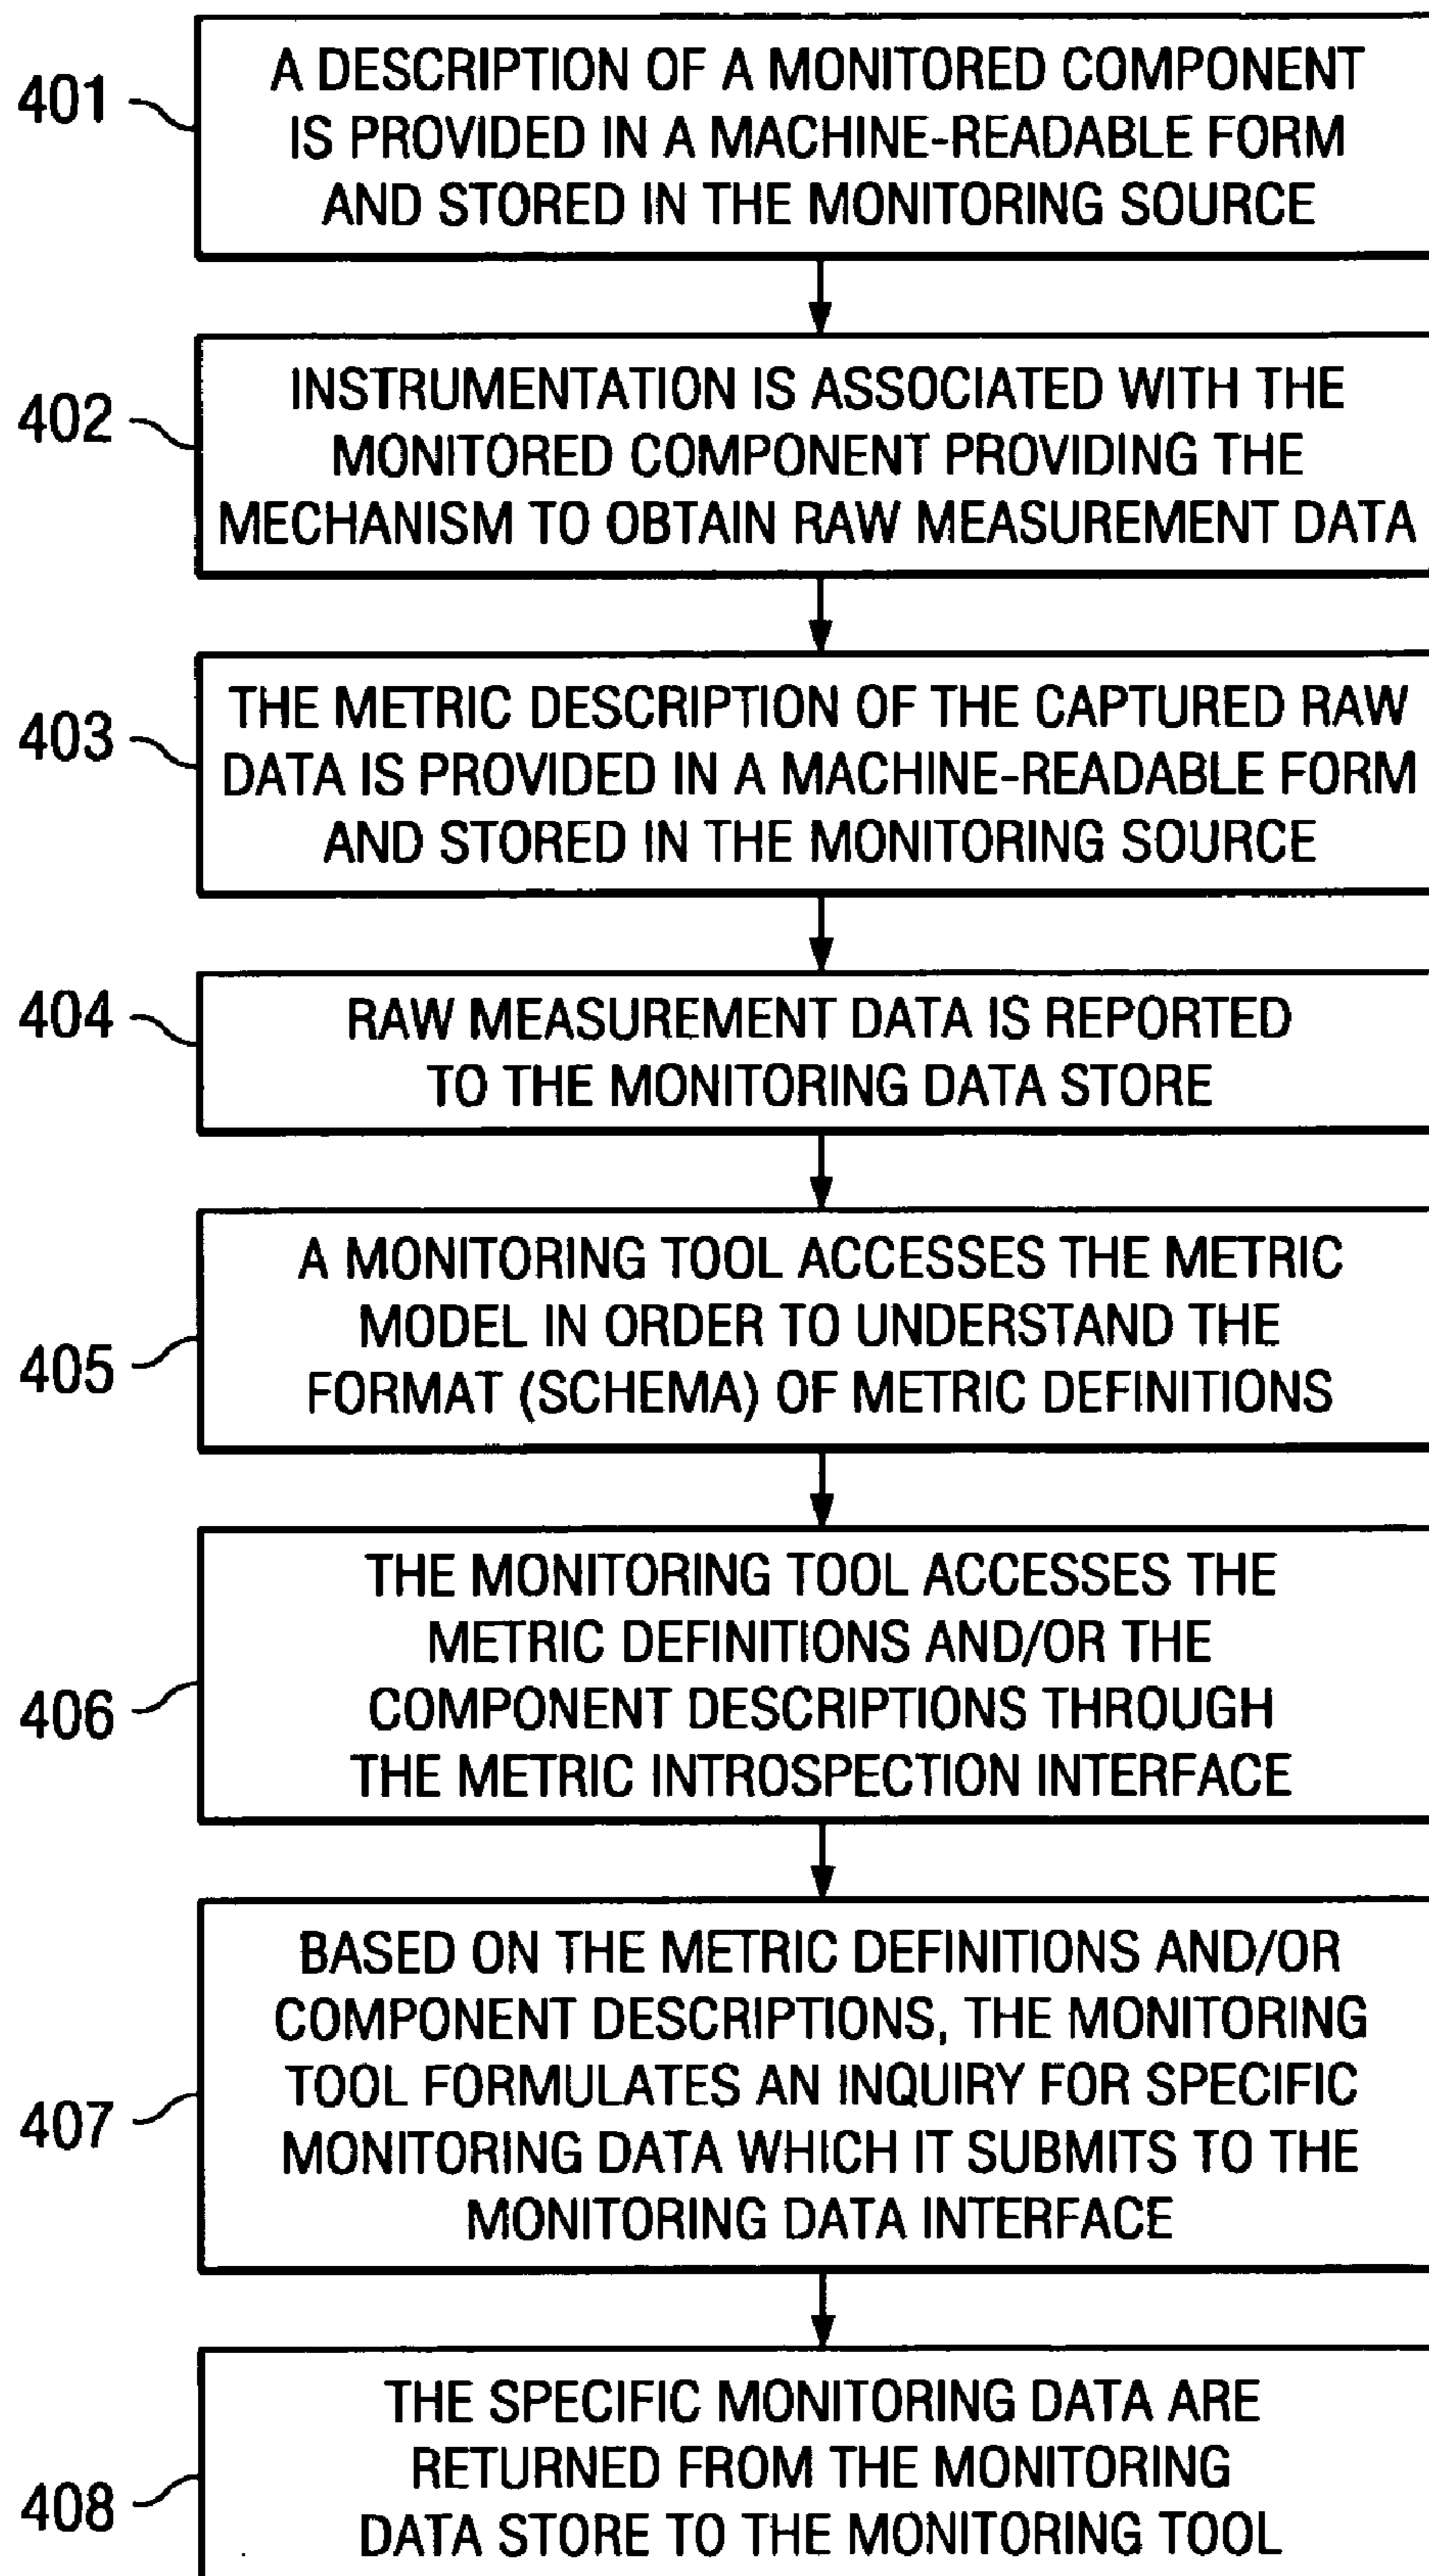 401
A DESCRIPTION OF A MONITORED COMPONENT
IS PROVIDED IN A MACHINE-READABLE FORM
AND STORED IN THE MONITORING SOURCE
402
INSTRUMENTATION IS ASSOCIATED WITH THE
MONITORED COMPONENT PROVIDING THE
MECHANISM TO OBTAIN RAW MEASUREMENT DATA
403
THE METRIC DESCRIPTION OF THE CAPTURED RAW
DATA IS PROVIDED IN A MACHINE-READABLE FORM
AND STORED IN THE MONITORING SOURCE
404
RAW MEASUREMENT DATA IS REPORTED
TO THE MONITORING DATA STORE
405
A MONITORING TOOL ACCESSES THE METRIC
MODEL IN ORDER TO UNDERSTAND THE
FORMAT (SCHEMA) OF METRIC DEFINITIONS
406
THE MONITORING TOOL ACCESSES THE
METRIC DEFINITIONS AND/OR THE
COMPONENT DESCRIPTIONS THROUGH
THE METRIC INTROSPECTION INTERFACE
407
BASED ON THE METRIC DEFINITIONS AND/OR
COMPONENT DESCRIPTIONS, THE MONITORING
TOOL FORMULATES AN INQUIRY FOR SPECIFIC
MONITORING DATA WHICH IT SUBMITS TO THE
MONITORING DATA INTERFACE
408
THE SPECIFIC MONITORING DATA ARE
RETURNED FROM THE MONITORING
DATA STORE TO THE MONITORING TOOL